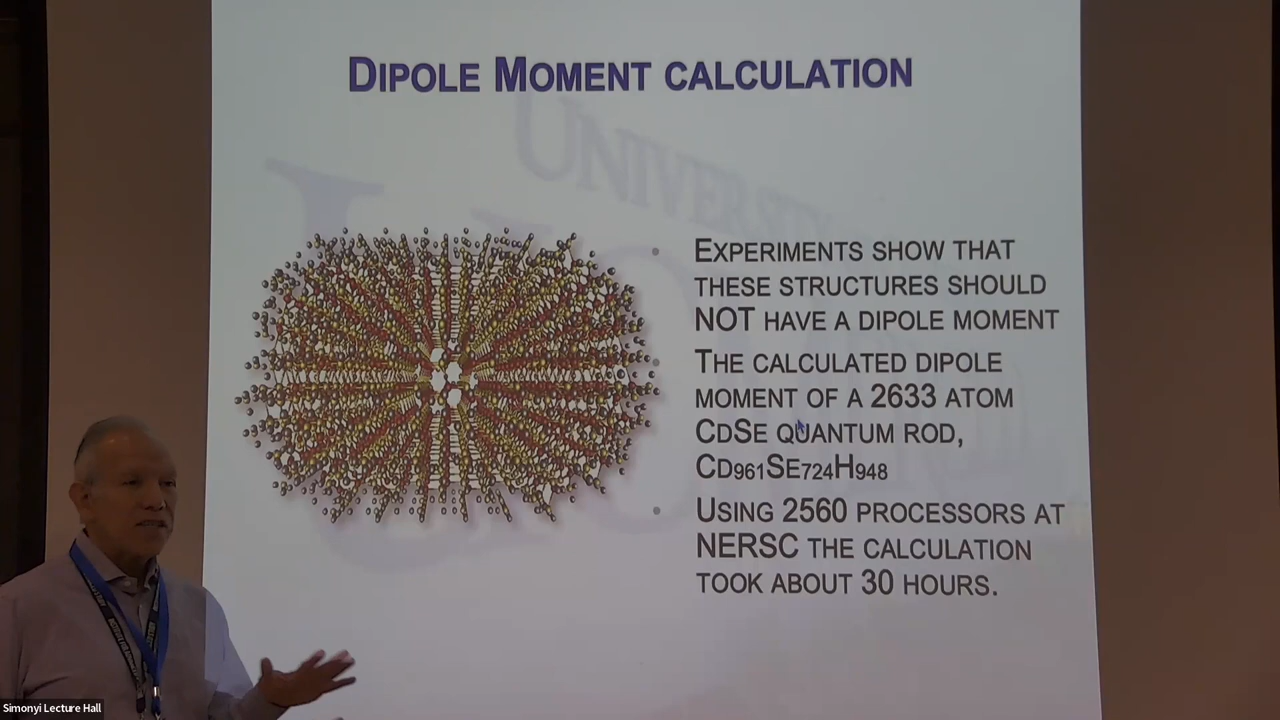 DIPOLE MOMENT CALCULATION
UNIVERSITY
EXPERIMENTS SHOW THAT
THESE STRUCTURES SHOULD
NOT HAVE A DIPOLE MOMENT
THE CALCULATED DIPOLE
MOMENT OF A 2633 ATOM
CDSE QUANTUM ROD,
CD961SE724H948
USING 2560 PROCESSORS AT
NERSC THE CALCULATION
TOOK ABOUT 30 HOURS.
Simonyi Lecture Hall